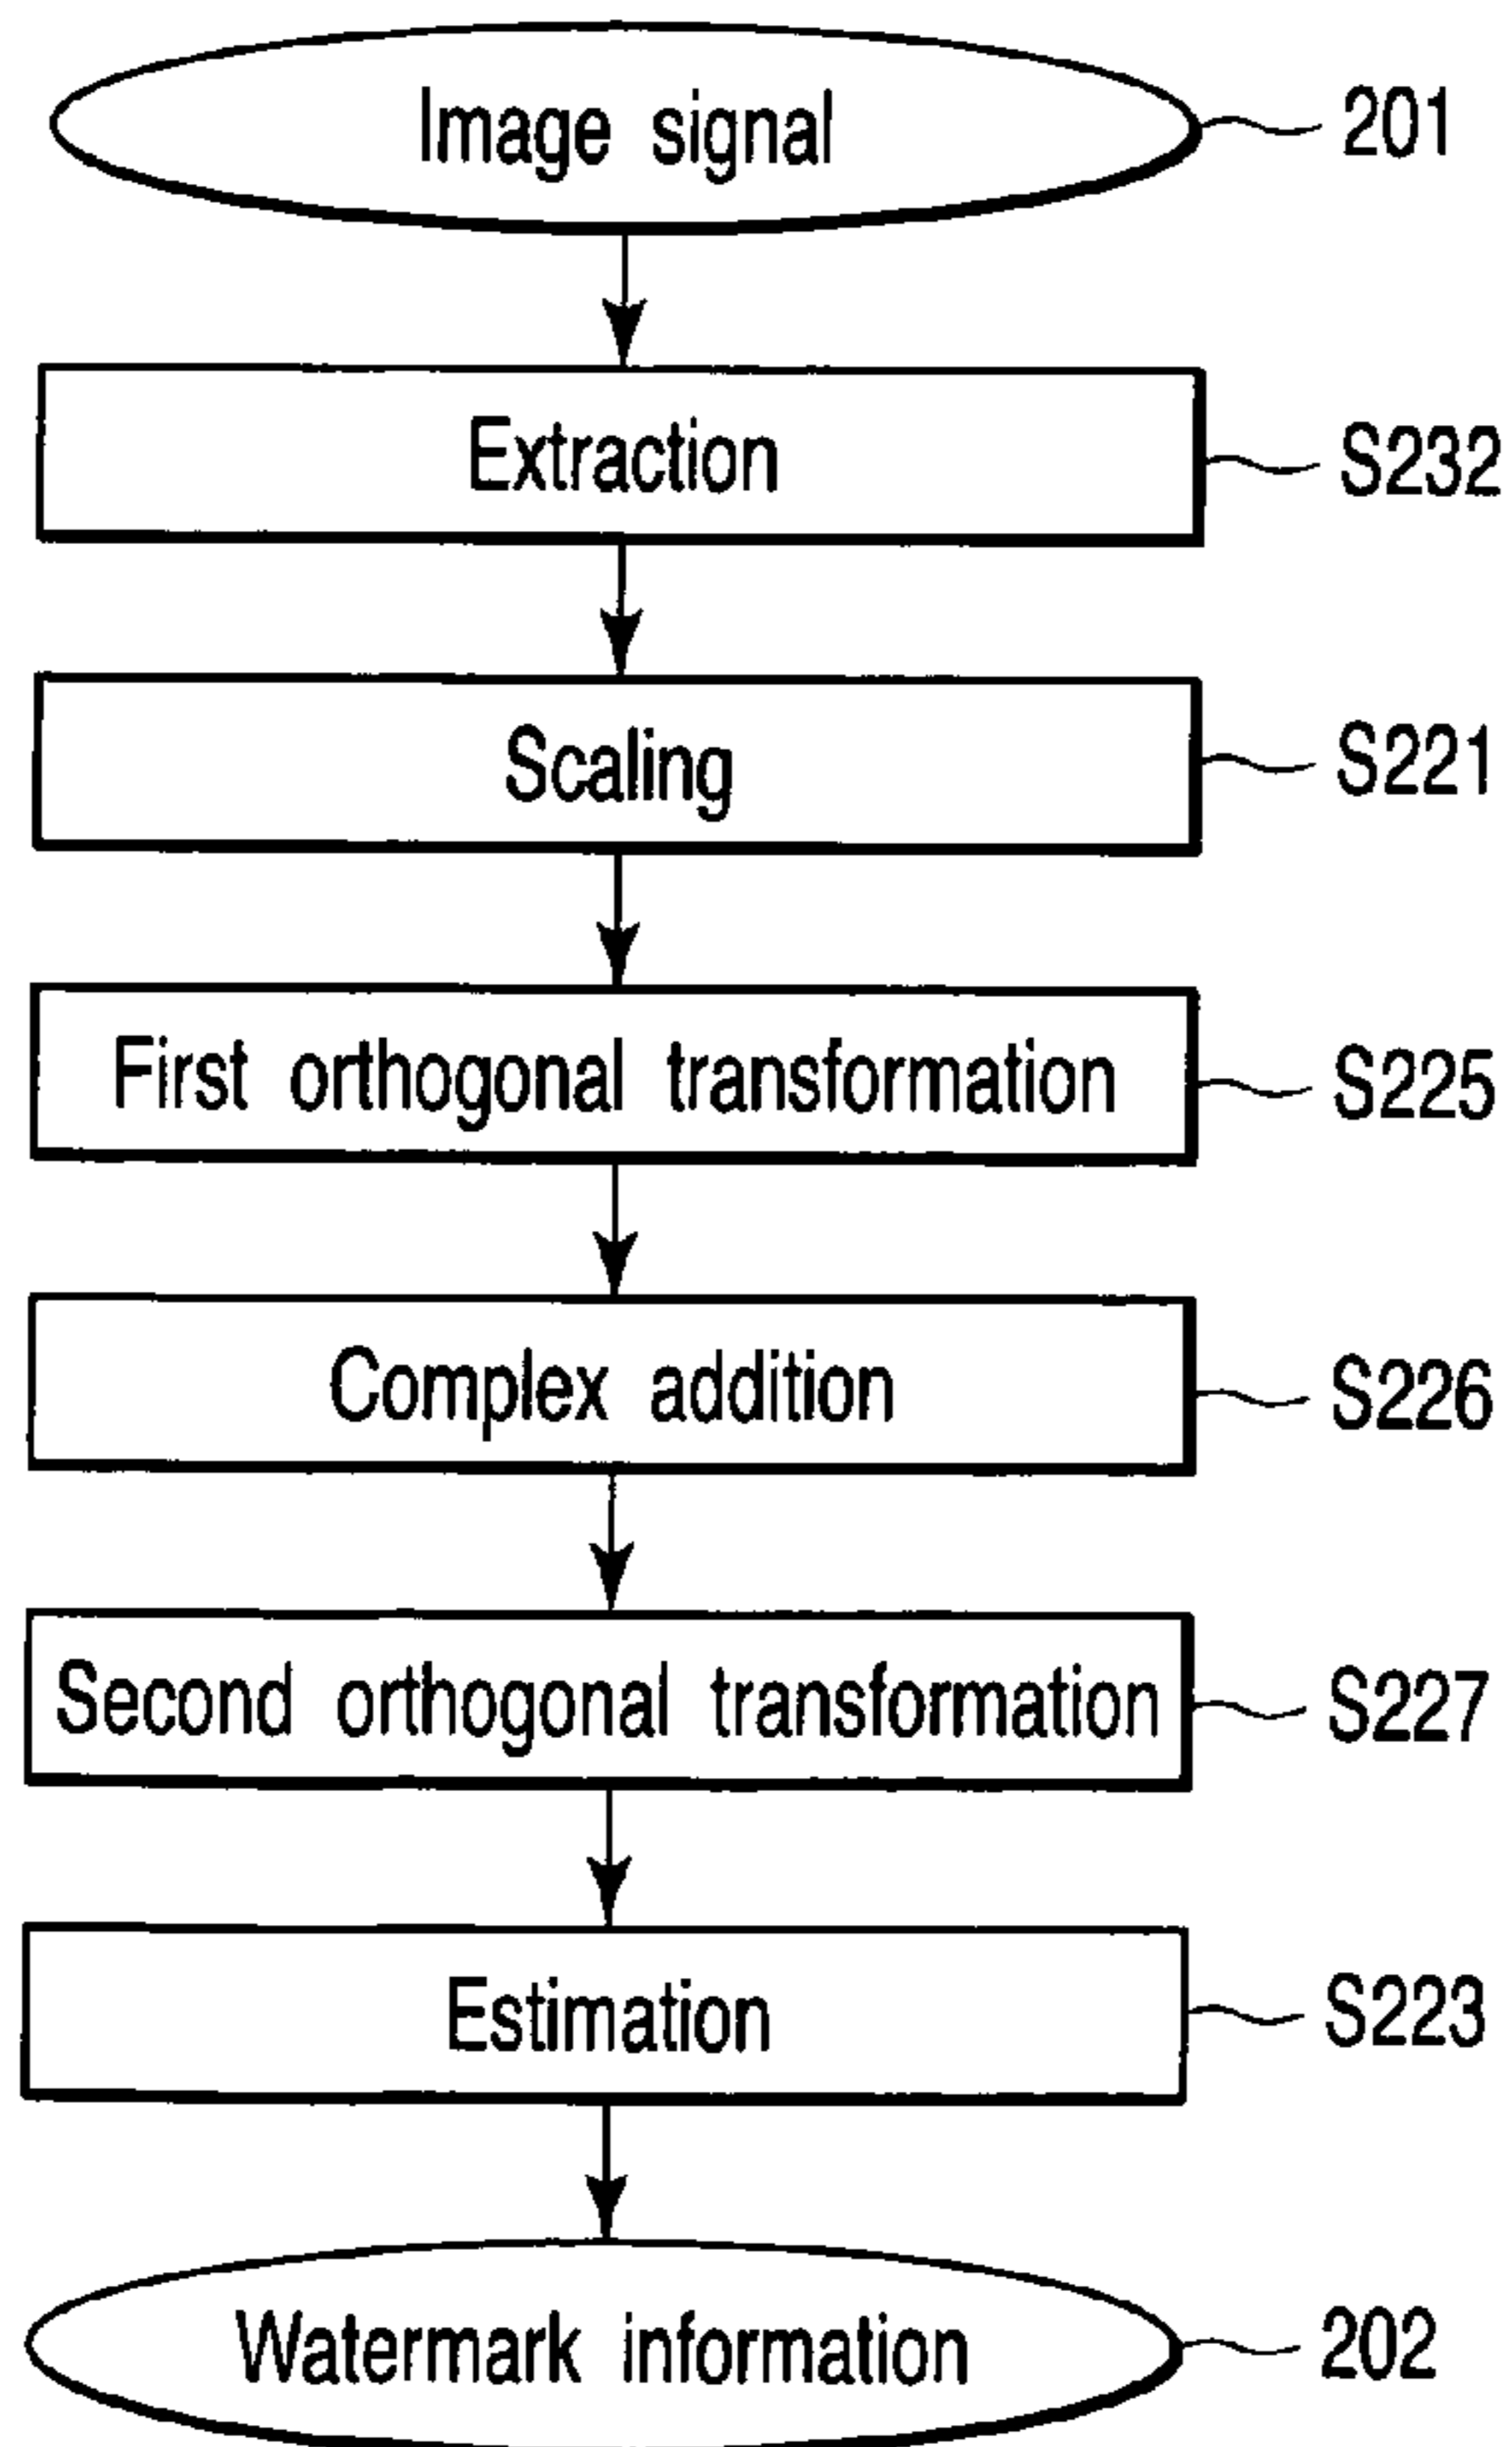 Image signal 201
Extraction S232
Scaling S221
First orthogonal transformation S225
Complex addition S226
Second orthogonal transformation S227
Estimation S223
Watermark information 202